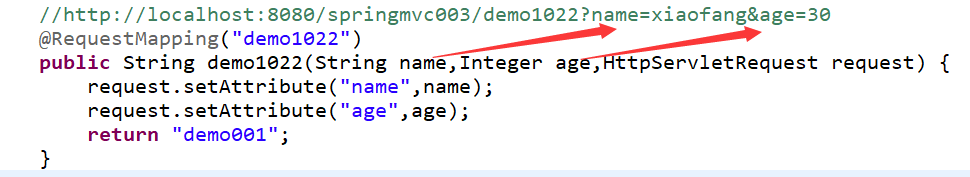 //http://localhost:8080/springmvc003/demo1022?name=xiaofang&age=30
@RequestMapping("demo1022")
public String demo1022(String name,Integer age,HttpServletRequest request) {
request.setAttribute("name",name);
request.setAttribute("age",age);
return "demo001";
}